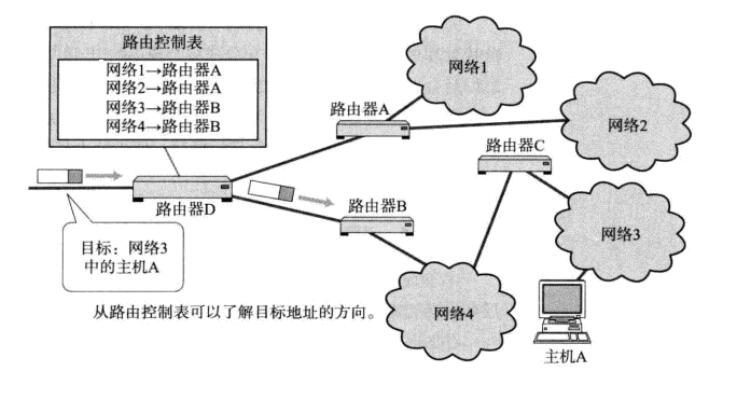 路由控制表
网络1→路由器A
网络2→路由器A
网络3→路由器B
网络4→路由器B
网络1
路由器A
网络2
路由器C
路由器D
路由器B
目标：网络3
中的主机A
网络3
从路由控制表可以了解目标地址的方向。
网络4
主机A